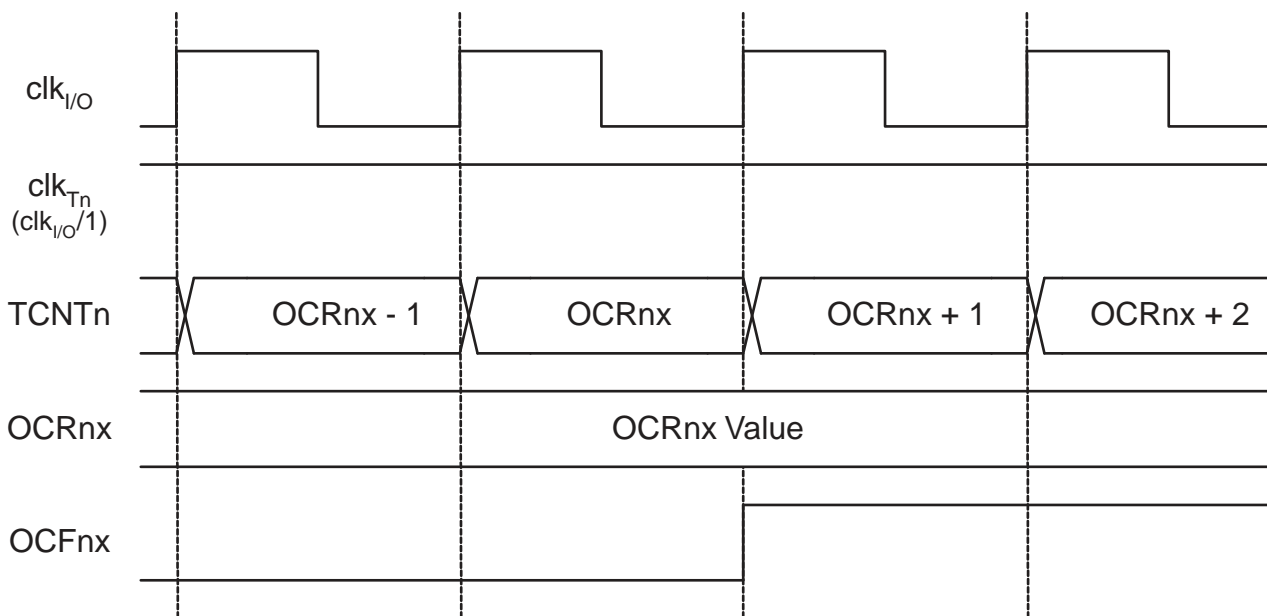 clkI/O
clkTn
(clkI/O/1)
TCNTn
OCRnx - 1
OCRnx
OCRnx + 1
OCRnx + 2
OCRnx
OCRnx Value
OCFnx